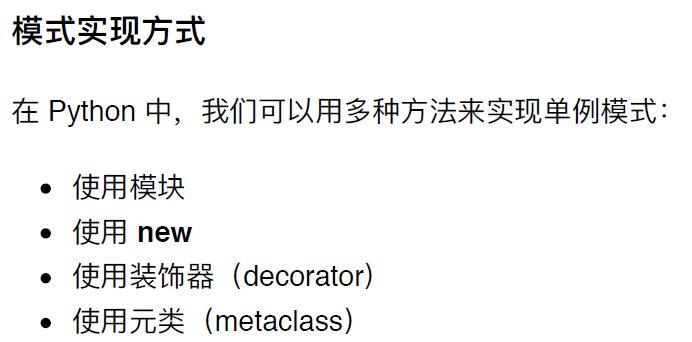 模式实现方式
在 Python 中，我们可以用多种方法来实现单例模式：
使用模块
使用 new
使用装饰器（decorator）
使用元类（metaclass）